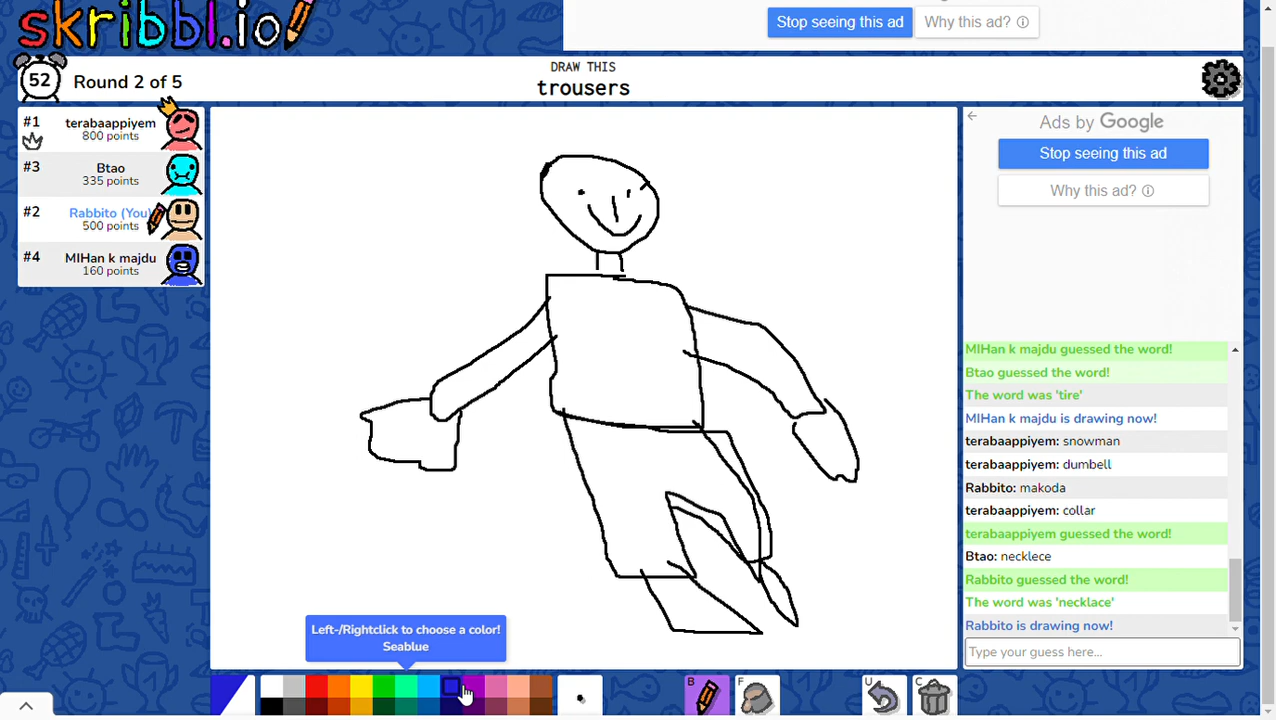 skribbl.io
Stop seeing this ad
Why this ad?
52
Round 2 of 5
DRAW THIS
trousers
#1
terabaappiyem
800 points
#3
Btao
335 points
#2
Rabbito (You)
500 points
#4
MIHan k majdu
160 points
Ads by Google
Stop seeing this ad
Why this ad?
MIHan k majdu guessed the word!
Btao guessed the word!
The word was 'tire'
MIHan k majdu is drawing now!
terabaappiyem: snowman
terabaappiyem: dumbell
Rabbito: makoda
terabaappiyem: collar
terabaappiyem guessed the word!
Btao: necklece
Rabbito guessed the word!
The word was 'necklace'
Rabbito is drawing now!
Type your guess here...
Left-/Rightclick to choose a color!
Seablue
B
F
U
C